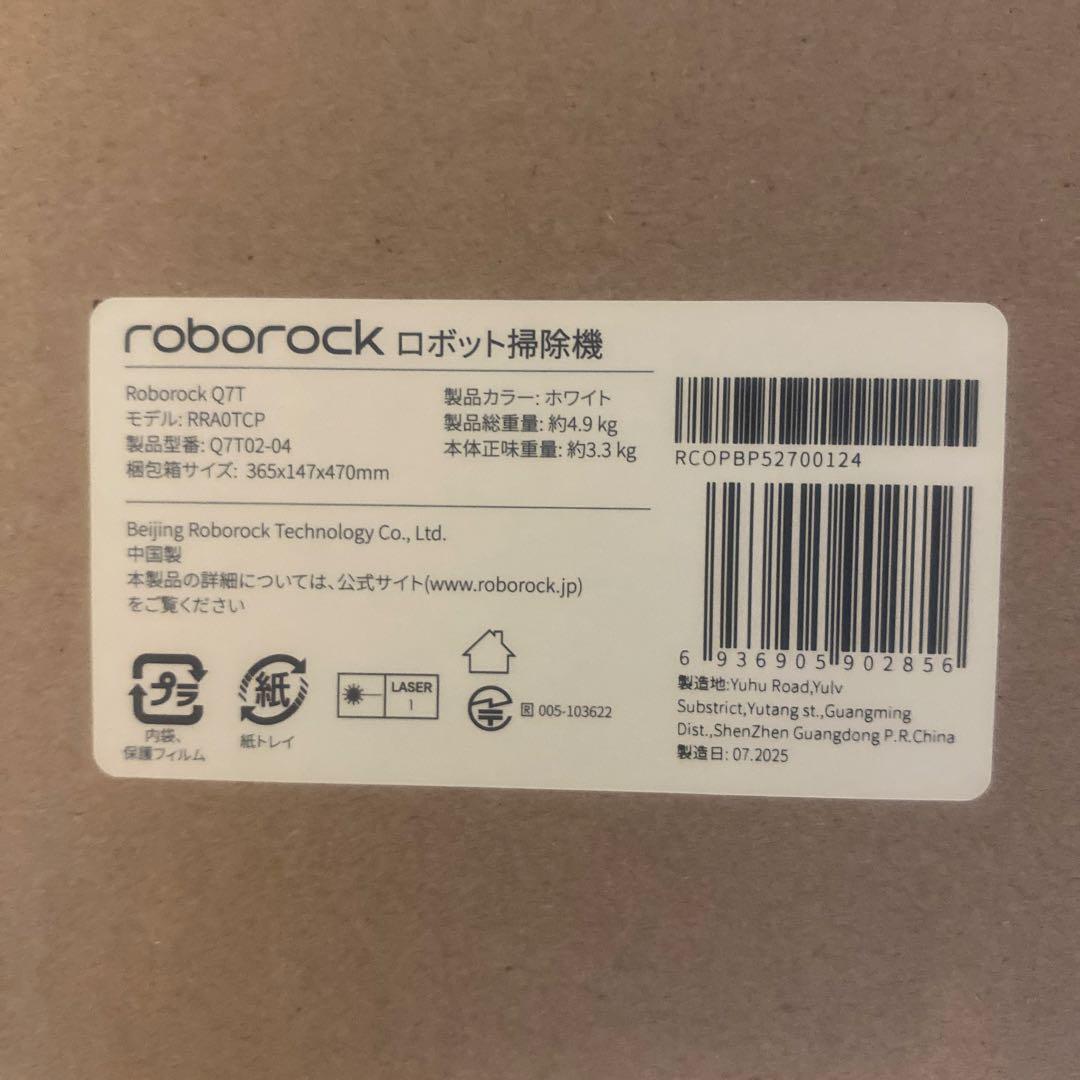 roborock ロボット掃除機
Roborock Q7T
モデル: RRA0TCP
製品型番: Q7T02-04
梱包箱サイズ: 365x147x470mm
製品カラー: ホワイト
製品総重量: 約4.9 kg
本体正味重量: 約3.3 kg
Beijing Roborock Technology Co., Ltd.
中国製
本製品の詳細については、公式サイト(www.roborock.jp)
をご覧ください
プラ
内袋、
保護フィルム
紙
紙トレイ
LASER
1
R 005-103622
RCOPBP52700124
6 936905 902856
製造地:Yuhu Road,Yulv
Substrict,Yutang st.,Guangming
Dist.,ShenZhen Guangdong P.R.China
製造日: 07.2025